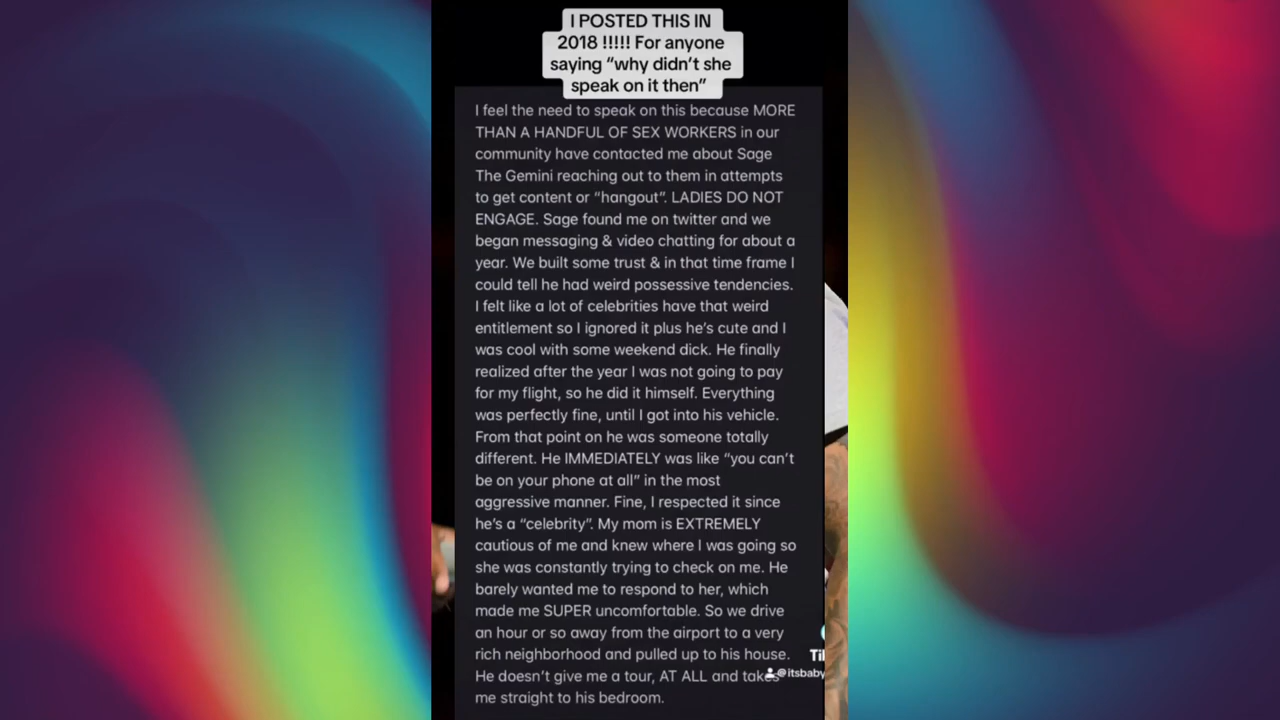 I POSTED THIS IN
2018 !!!!! For anyone
saying “why didn’t she
speak on it then”
I feel the need to speak on this because MORE
THAN A HANDFUL OF SEX WORKERS in our
community have contacted me about Sage
The Gemini reaching out to them in attempts
to get content or “hangout”. LADIES DO NOT
ENGAGE. Sage found me on twitter and we
began messaging & video chatting for about a
year. We built some trust & in that time frame I
could tell he had weird possessive tendencies.
I felt like a lot of celebrities have that weird
entitlement so I ignored it plus he’s cute and I
was cool with some weekend dick. He finally
realized after the year I was not going to pay
for my flight, so he did it himself. Everything
was perfectly fine, until I got into his vehicle.
From that point on he was someone totally
different. He IMMEDIATELY was like “you can’t
be on your phone at all” in the most
aggressive manner. Fine, I respected it since
he’s a “celebrity”. My mom is EXTREMELY
cautious of me and knew where I was going so
she was constantly trying to check on me. He
barely wanted me to respond to her, which
made me SUPER uncomfortable. So we drive
an hour or so away from the airport to a very
rich neighborhood and pulled up to his house.
He doesn’t give me a tour, AT ALL and takes
me straight to his bedroom.
Ti
@itsbaby